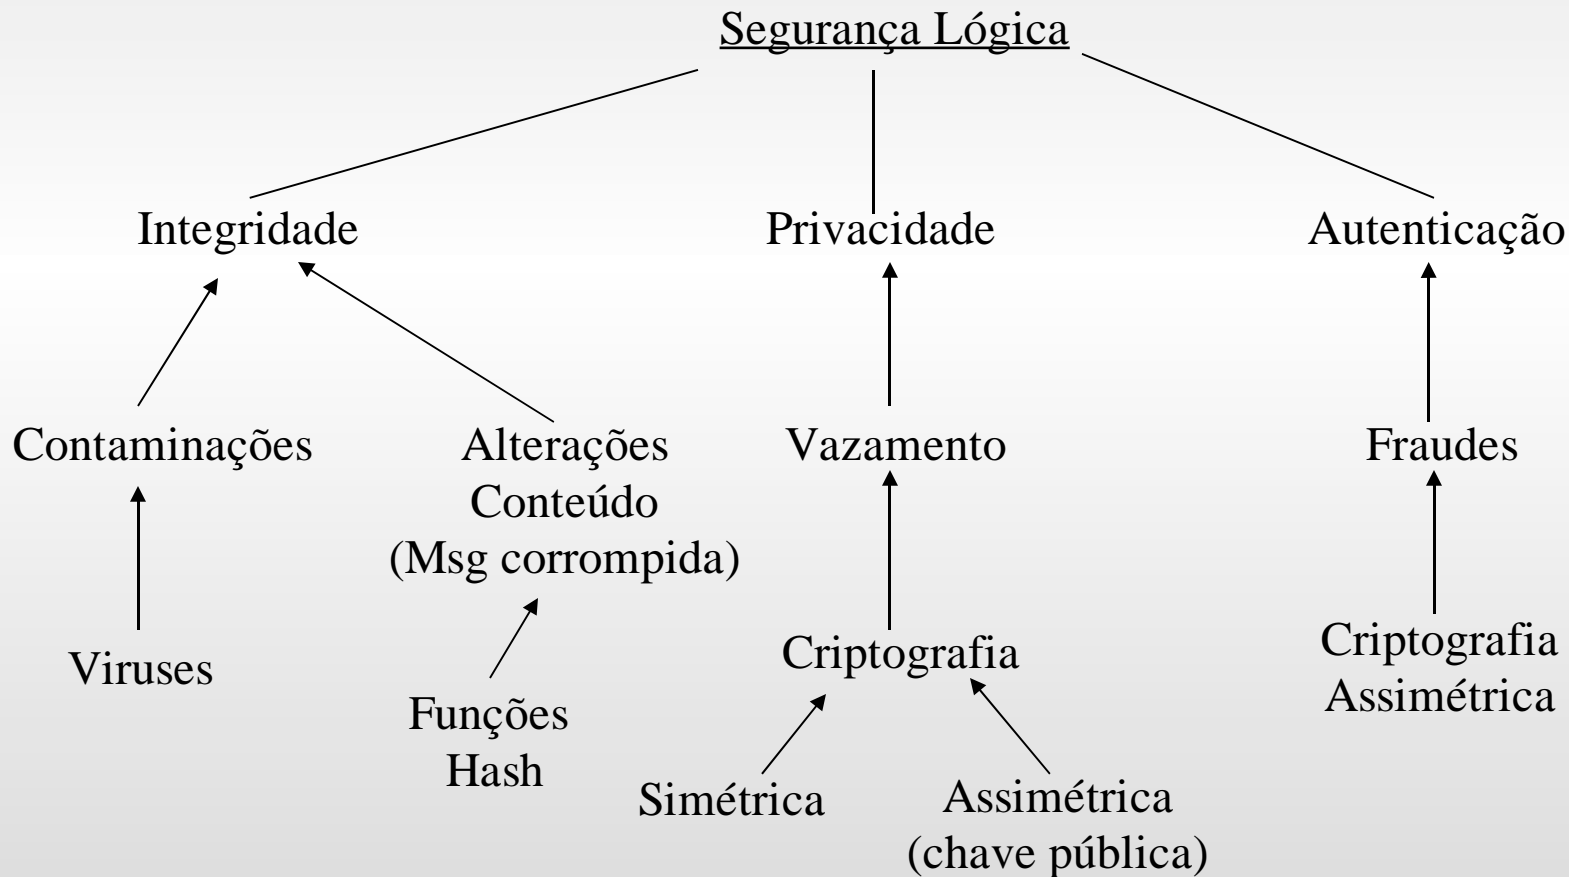 Segurança Lógica
Integridade
Privacidade
Autenticação
Contaminações
Alterações
Conteúdo
(Msg corrompida)
Vazamento
Fraudes
Viruses
Funções
Hash
Criptografia
Simétrica
Assimétrica
(chave pública)
Criptografia
Assimétrica